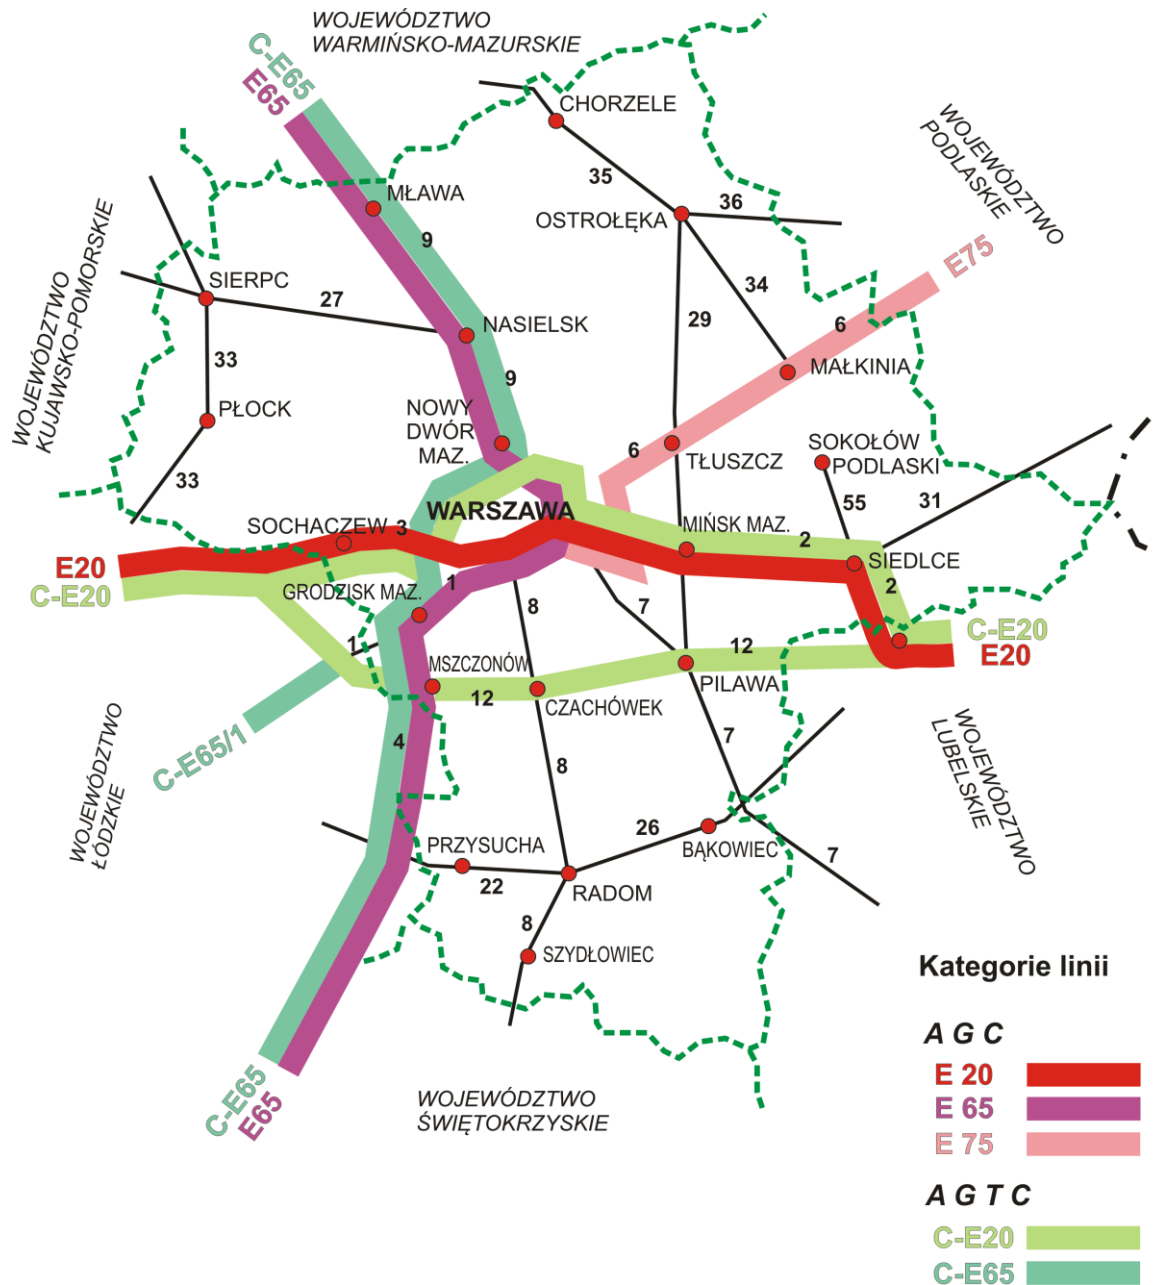 WOJEWÓDZTWO
WARMIŃSKO-MAZURSKIE
C-E65
E65
CHORZELE
WOJEWÓDZTWO
PODLASKIE
35
36
MŁAWA
OSTROŁĘKA
9
WOJEWÓDZTWO
KUJAWSKO-POMORSKIE
E75
SIERPC
34
27
29
6
NASIELSK
33
MAŁKINIA
9
PŁOCK
NOWY
DWÓR
MAZ.
SOKOŁÓW
PODLASKI
6
TŁUSZCZ
33
55
31
WARSZAWA
SOCHACZEW
3
MIŃSK MAZ.
2
E20
C-E20
SIEDLCE
GRODZISK MAZ.
1
2
8
7
C-E20
E20
1
12
MSZCZONÓW
PILAWA
12
CZACHÓWEK
C-E65/1
4
7
WOJEWÓDZTWO
LUBELSKIE
8
WOJEWÓDZTWO
ŁÓDZKIE
26
PRZYSUCHA
BĄKOWIEC
7
22
RADOM
8
SZYDŁOWIEC
Kategorie linii
A G C
E 20
C-E65
E65
WOJEWÓDZTWO
ŚWIĘTOKRZYSKIE
E 65
E 75
A G T C
C-E20
C-E65